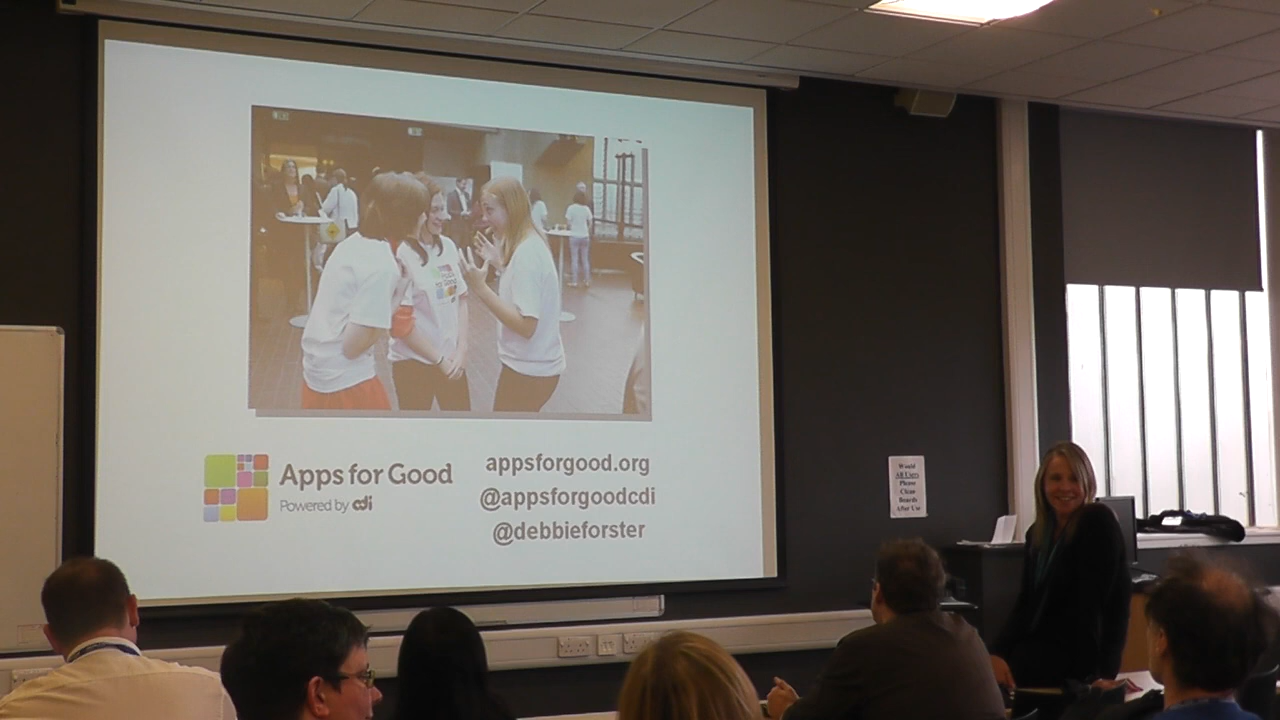 Apps for Good
Powered by cdi
appsforgood.org
@appsforgoodcdi
@debbieforster
Would
All Users
Please
Clean
Boards
After Use